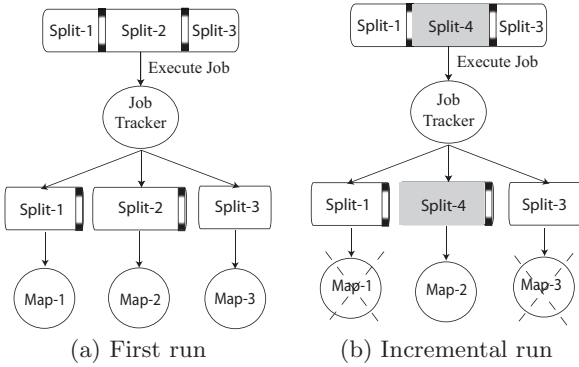 Split-1 Split-2 Split-3
Execute Job
Job
Tracker
Split-1 Split-2 Split-3
Map-1 Map-2 Map-3
(a) First run
Split-1 Split-4 Split-3
Execute Job
Job
Tracker
Split-1 Split-4 Split-3
Map-1 Map-2 Map-3
(b) Incremental run